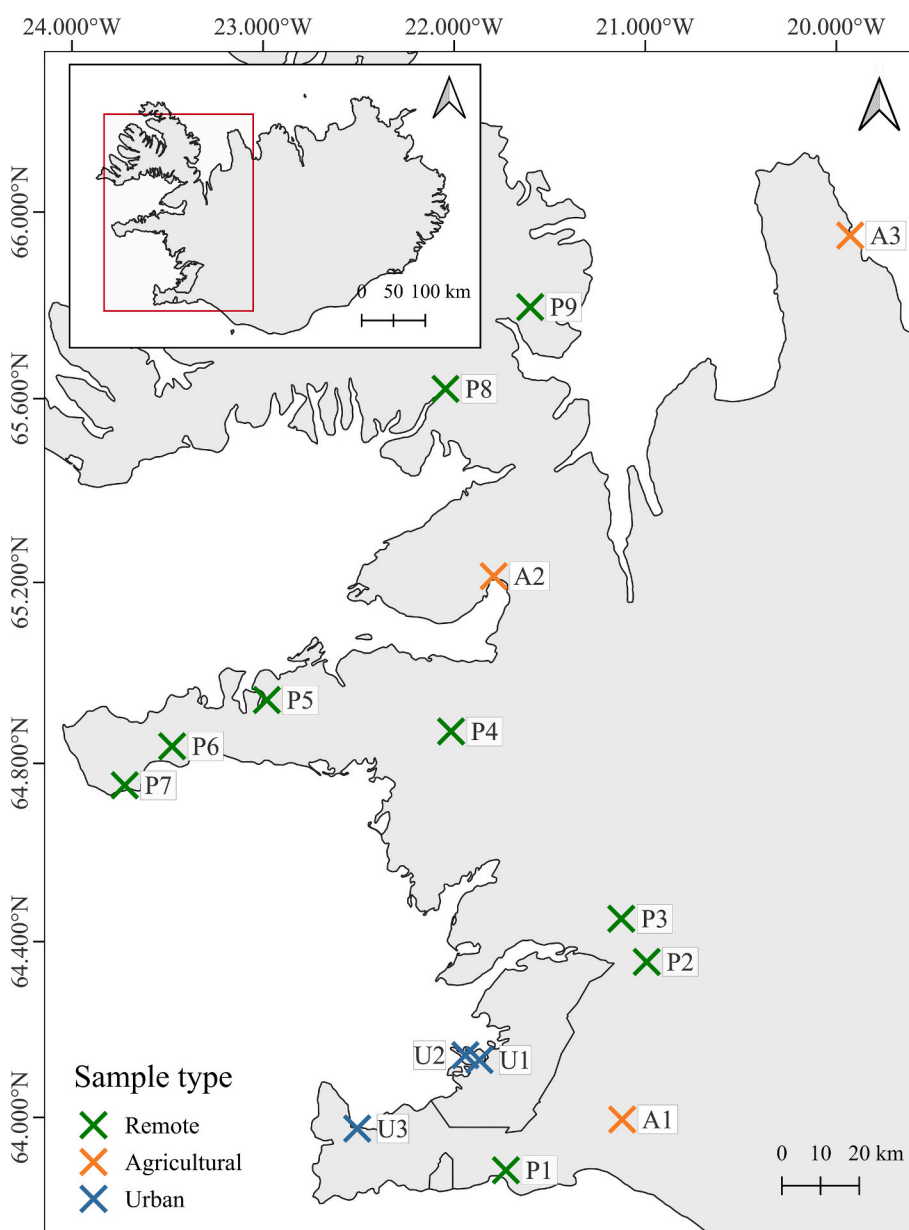 24.000°W 23.000°W 22.000°W 21.000°W 20.000°W
66.000°N
65.600°N
65.200°N
64.800°N
64.400°N
64.000°N
0 50 100 km
A3
P9
P8
A2
P5
P4
P6
P7
P3
P2
U2
U1
A1
U3
P1
Sample type
Remote
Agricultural
Urban
0 10 20 km